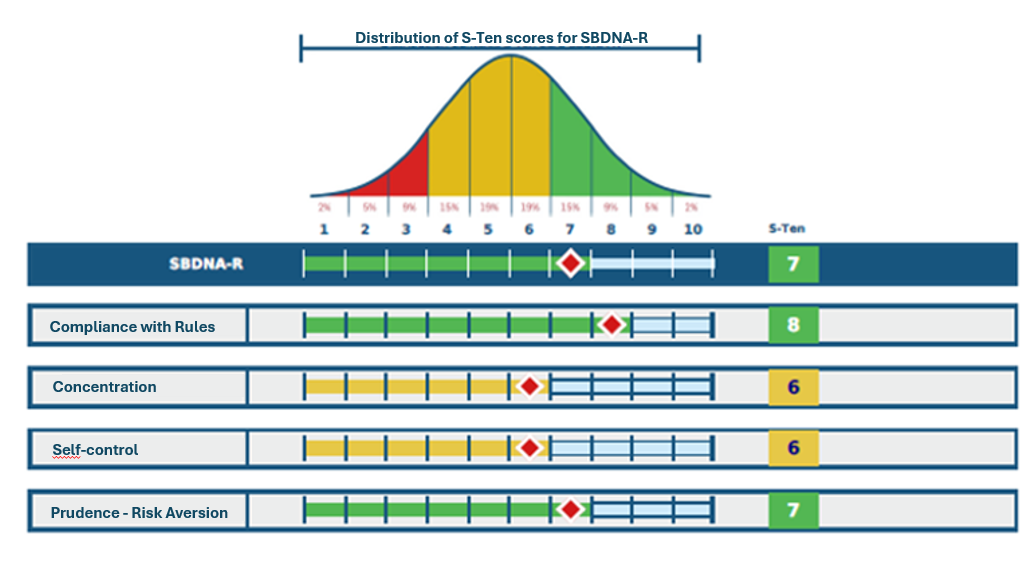 Distribution of S-Ten scores for SBDNA-R
2% 5% 9% 15% 19% 19% 15% 9% 5% 2%
1 2 3 4 5 6 7 8 9 10 S-Ten
SBDNA-R 7
Compliance with Rules 8
Concentration 6
Self-control 6
Prudence - Risk Aversion 7